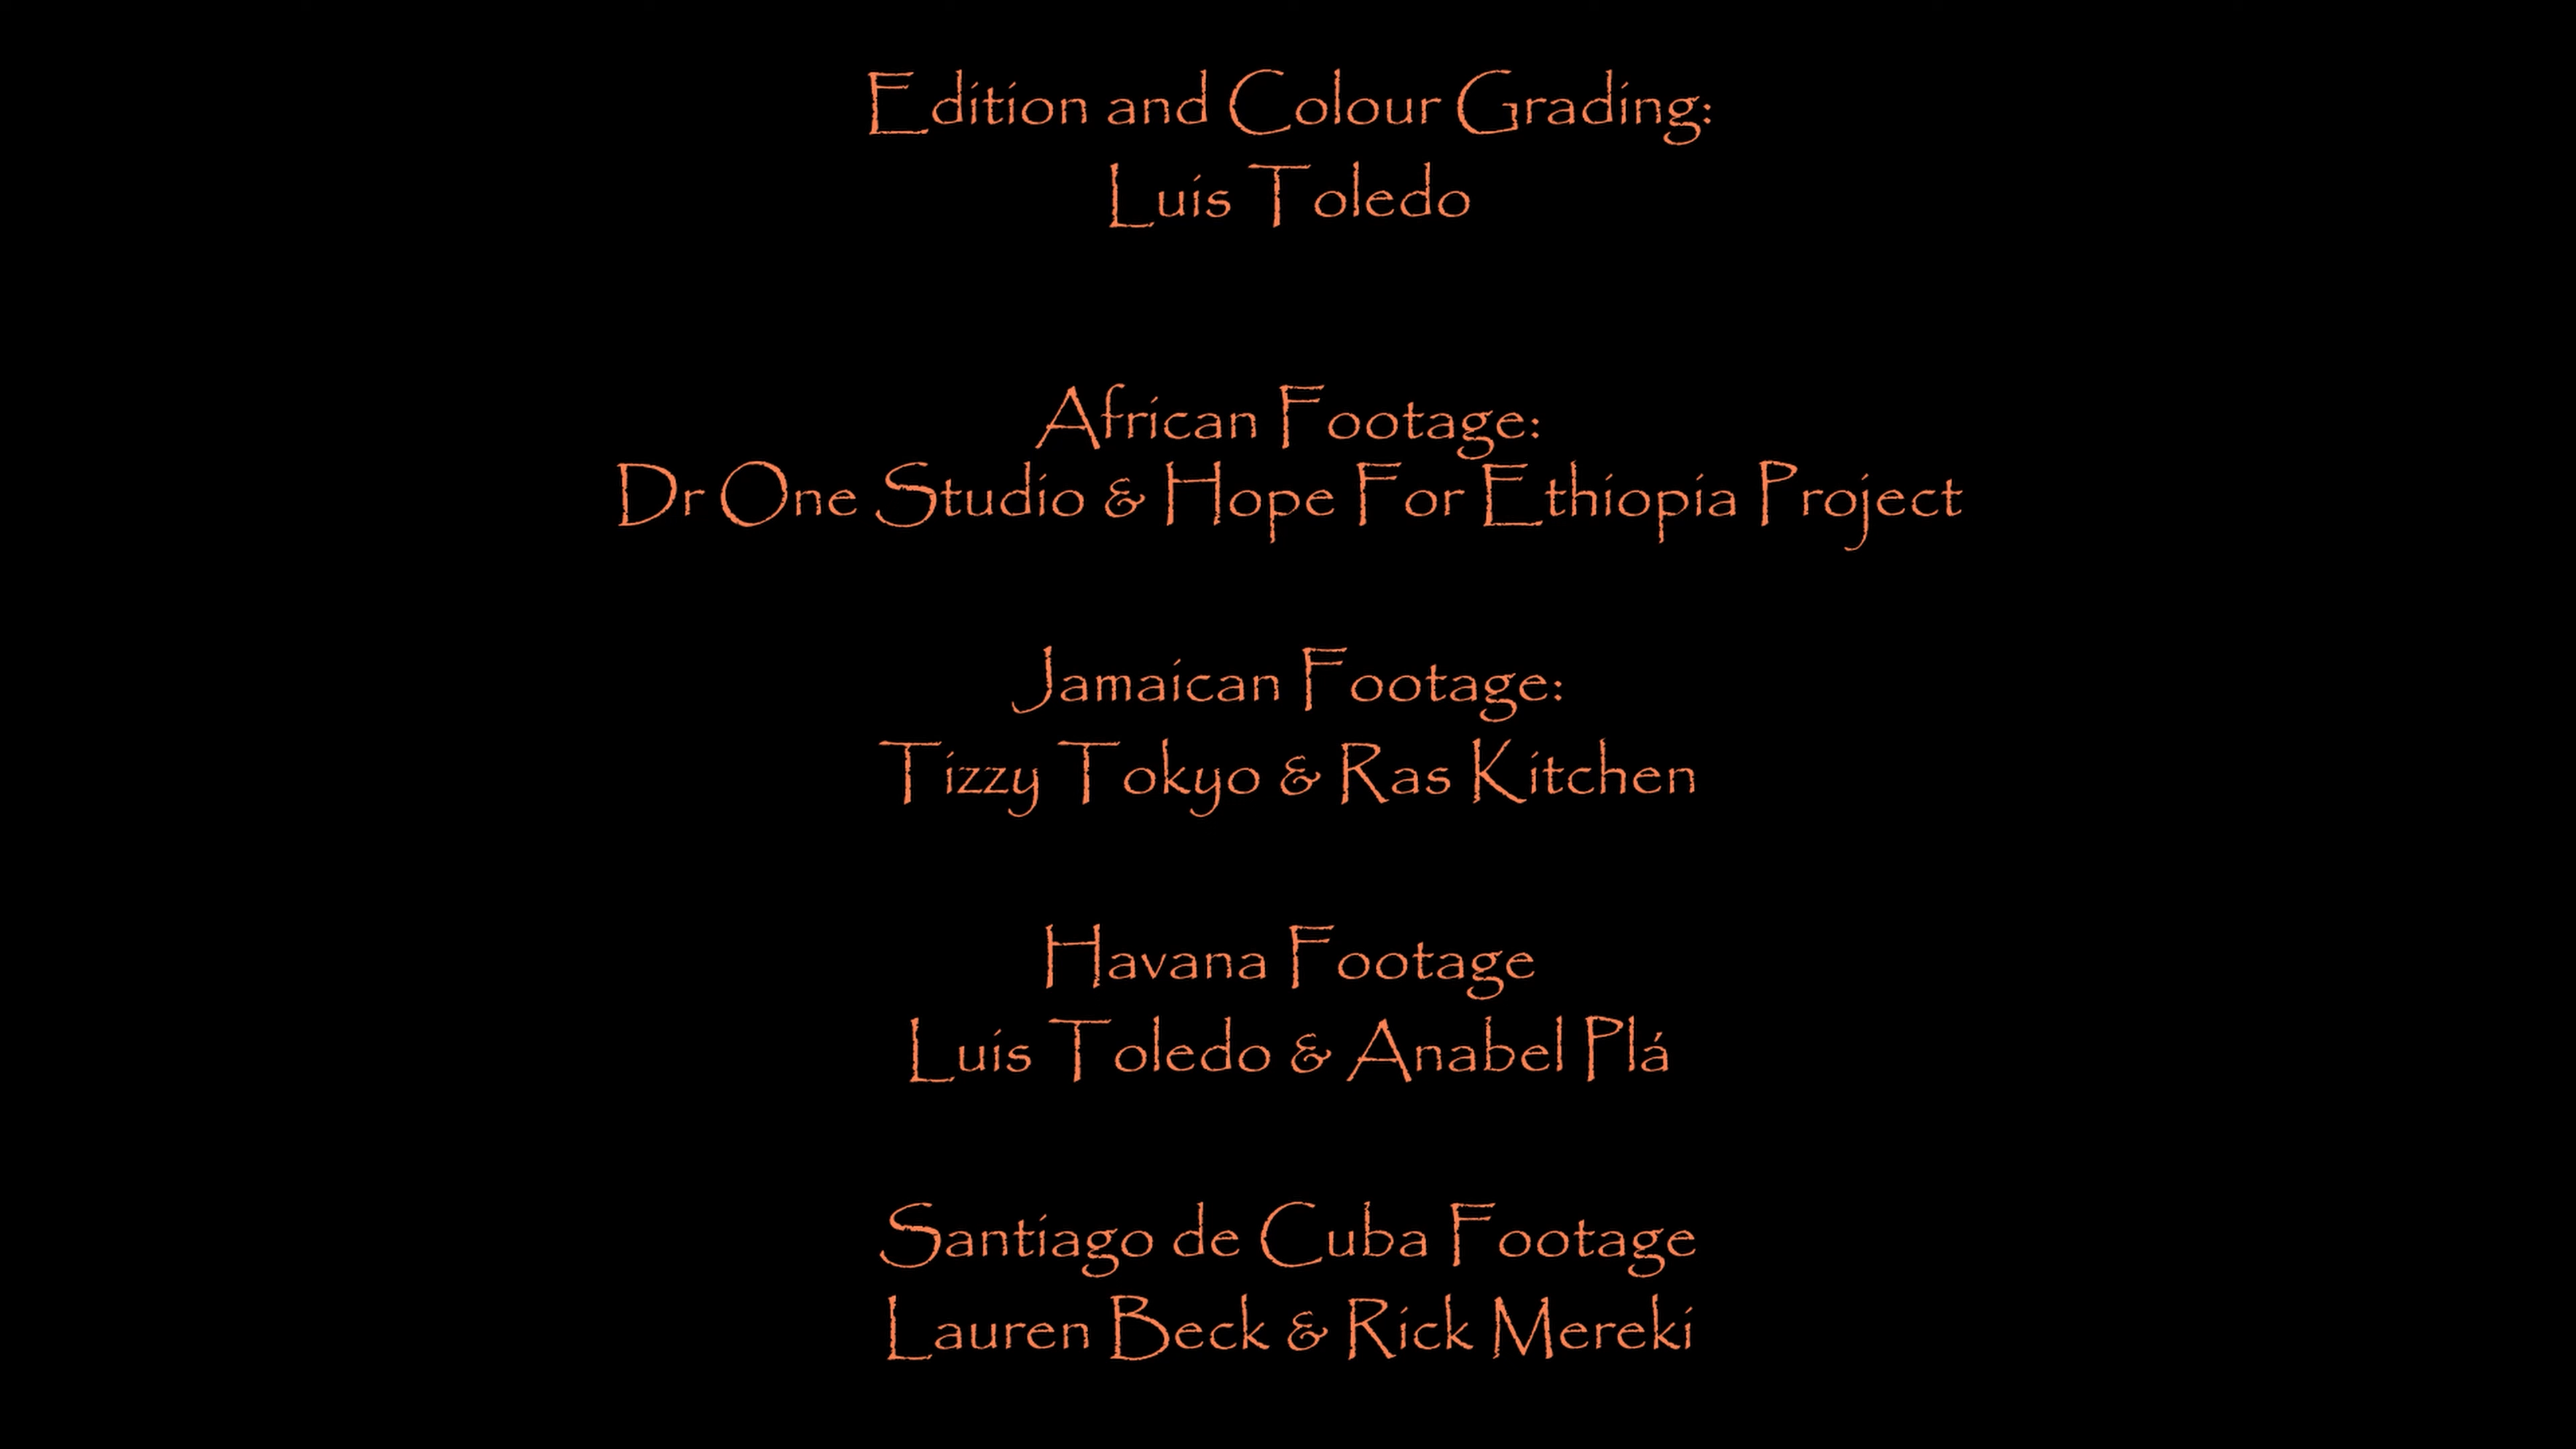 Edition and Colour Grading:
Luis Toledo
African Footage:
Dr One Studio & Hope For Ethiopia Project
Jamaican Footage:
Tizzy Tokyo & Ras Kitchen
Havana Footage
Luis Toledo & Anabel Plá
Santiago de Cuba Footage
Lauren Beck & Rick Mereki